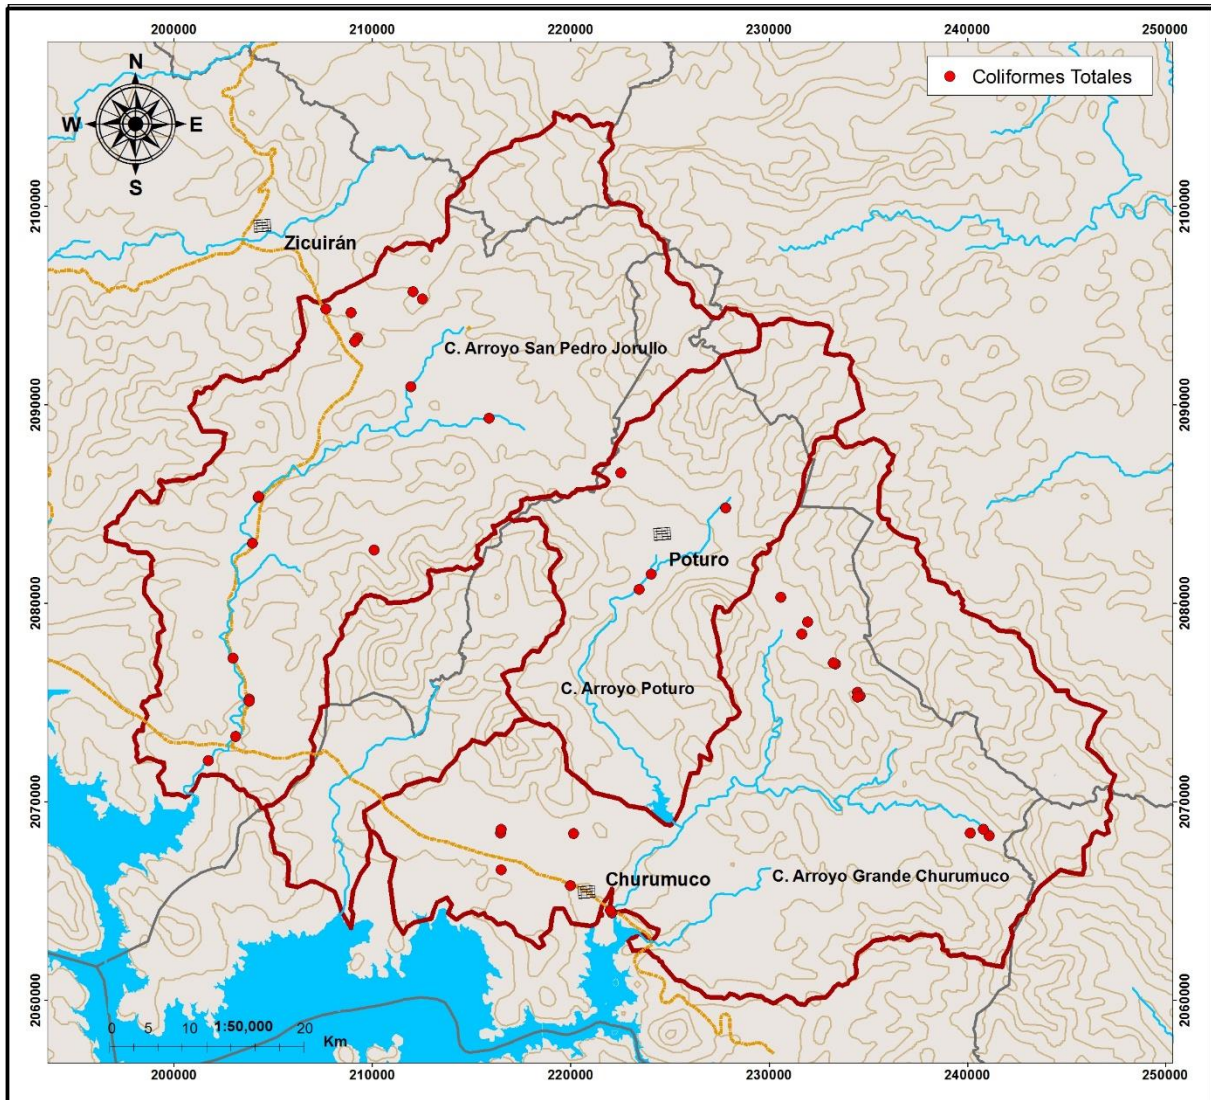 200000 210000 220000 230000 240000 250000
N
W E
S
Coliformes Totales
2100000 2100000
Zicuirán
C. Arroyo San Pedro Jorullo
2090000 2090000
Poturo
2080000 2080000
C. Arroyo Poturo
2070000 2070000
Churumuco
C. Arroyo Grande Churumuco
2060000 2060000
1:50,000
0 5 10 20
Km
200000 210000 220000 230000 240000 250000